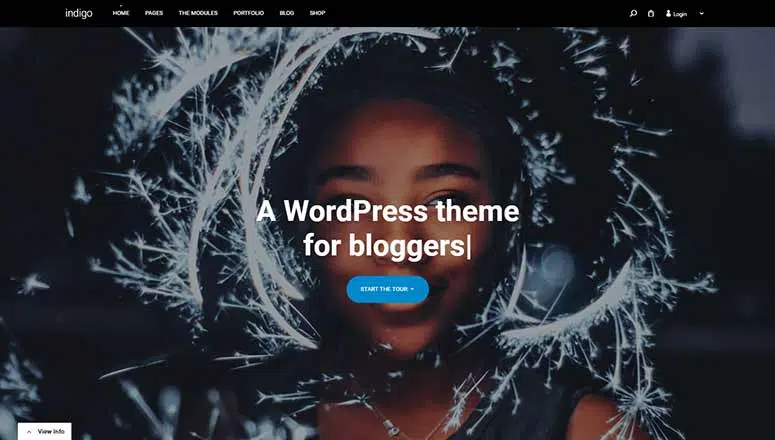 indigo
HOME PAGES THE MODULES PORTFOLIO BLOG SHOP
Login
A WordPress theme
for bloggers|
START THE TOUR
View Info